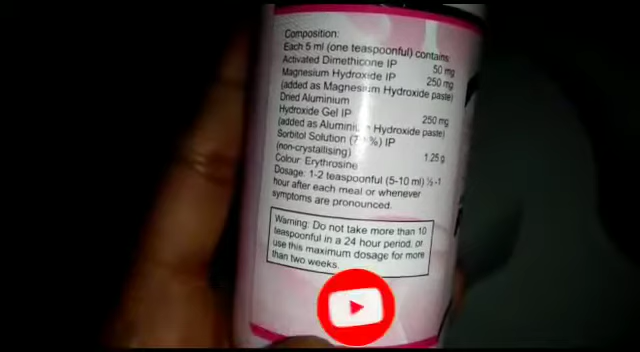 Composition:
Each 5 ml (one teaspoonful) contains:
Activated Dimethicone IP 50 mg
Magnesium Hydroxide IP 250 mg
(added as Magnesium Hydroxide paste)
Dried Aluminium
Hydroxide Gel IP 250 mg
(added as Aluminium Hydroxide paste)
Sorbitol Solution IP
(non-crystallising) 1.25 g
Colour: Erythrosine
Dosage: 1-2 teaspoonful (5-10 ml) ½ -1
hour after each meal or whenever
symptoms are pronounced.
Warning: Do not take more than 10
teaspoonful in a 24 hour period, or
use this maximum dosage for more
than two weeks.